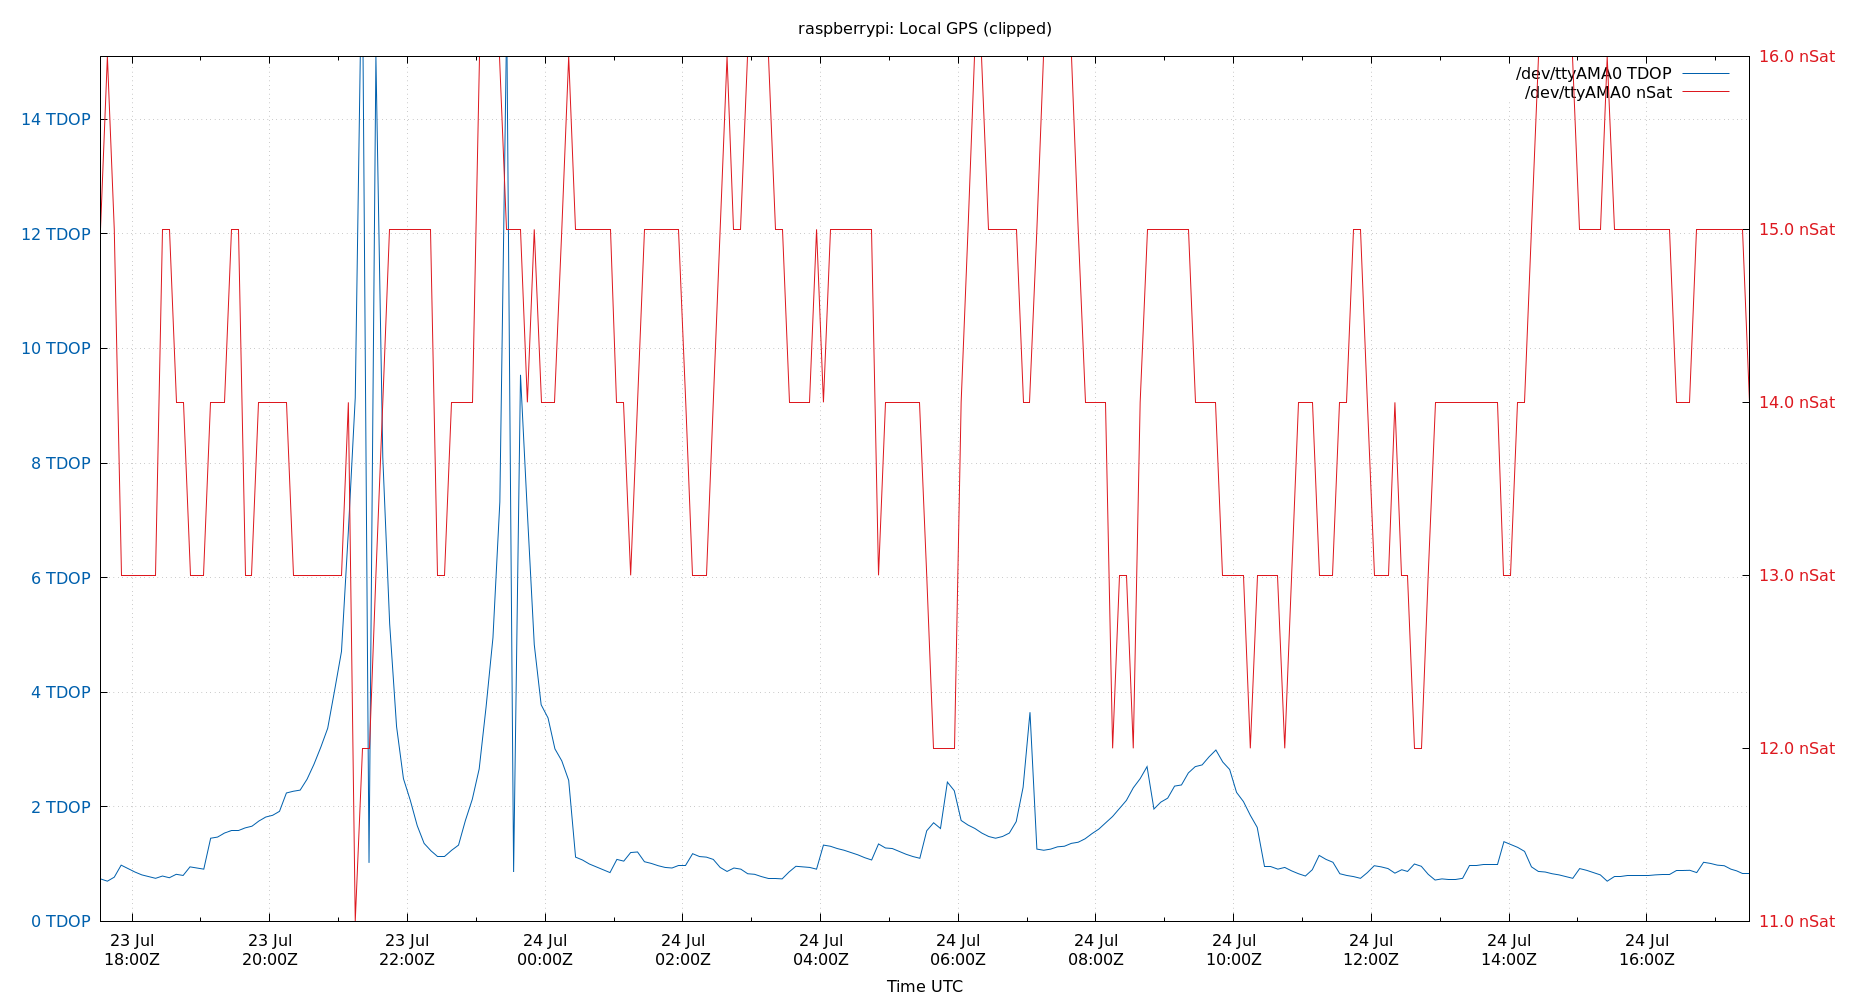 raspberrypi: Local GPS (clipped)
16.0 nSat
/dev/ttyAMA0 TDOP
/dev/ttyAMA0 nSat
14 TDOP
12 TDOP
15.0 nSat
10 TDOP
14.0 nSat
8 TDOP
6 TDOP
13.0 nSat
4 TDOP
12.0 nSat
2 TDOP
0 TDOP
11.0 nSat
23 Jul 23 Jul 23 Jul 24 Jul 24 Jul 24 Jul 24 Jul 24 Jul 24 Jul 24 Jul 24 Jul 24 Jul
18:00Z 20:00Z 22:00Z 00:00Z 02:00Z 04:00Z 06:00Z 08:00Z 10:00Z 12:00Z 14:00Z 16:00Z
Time UTC